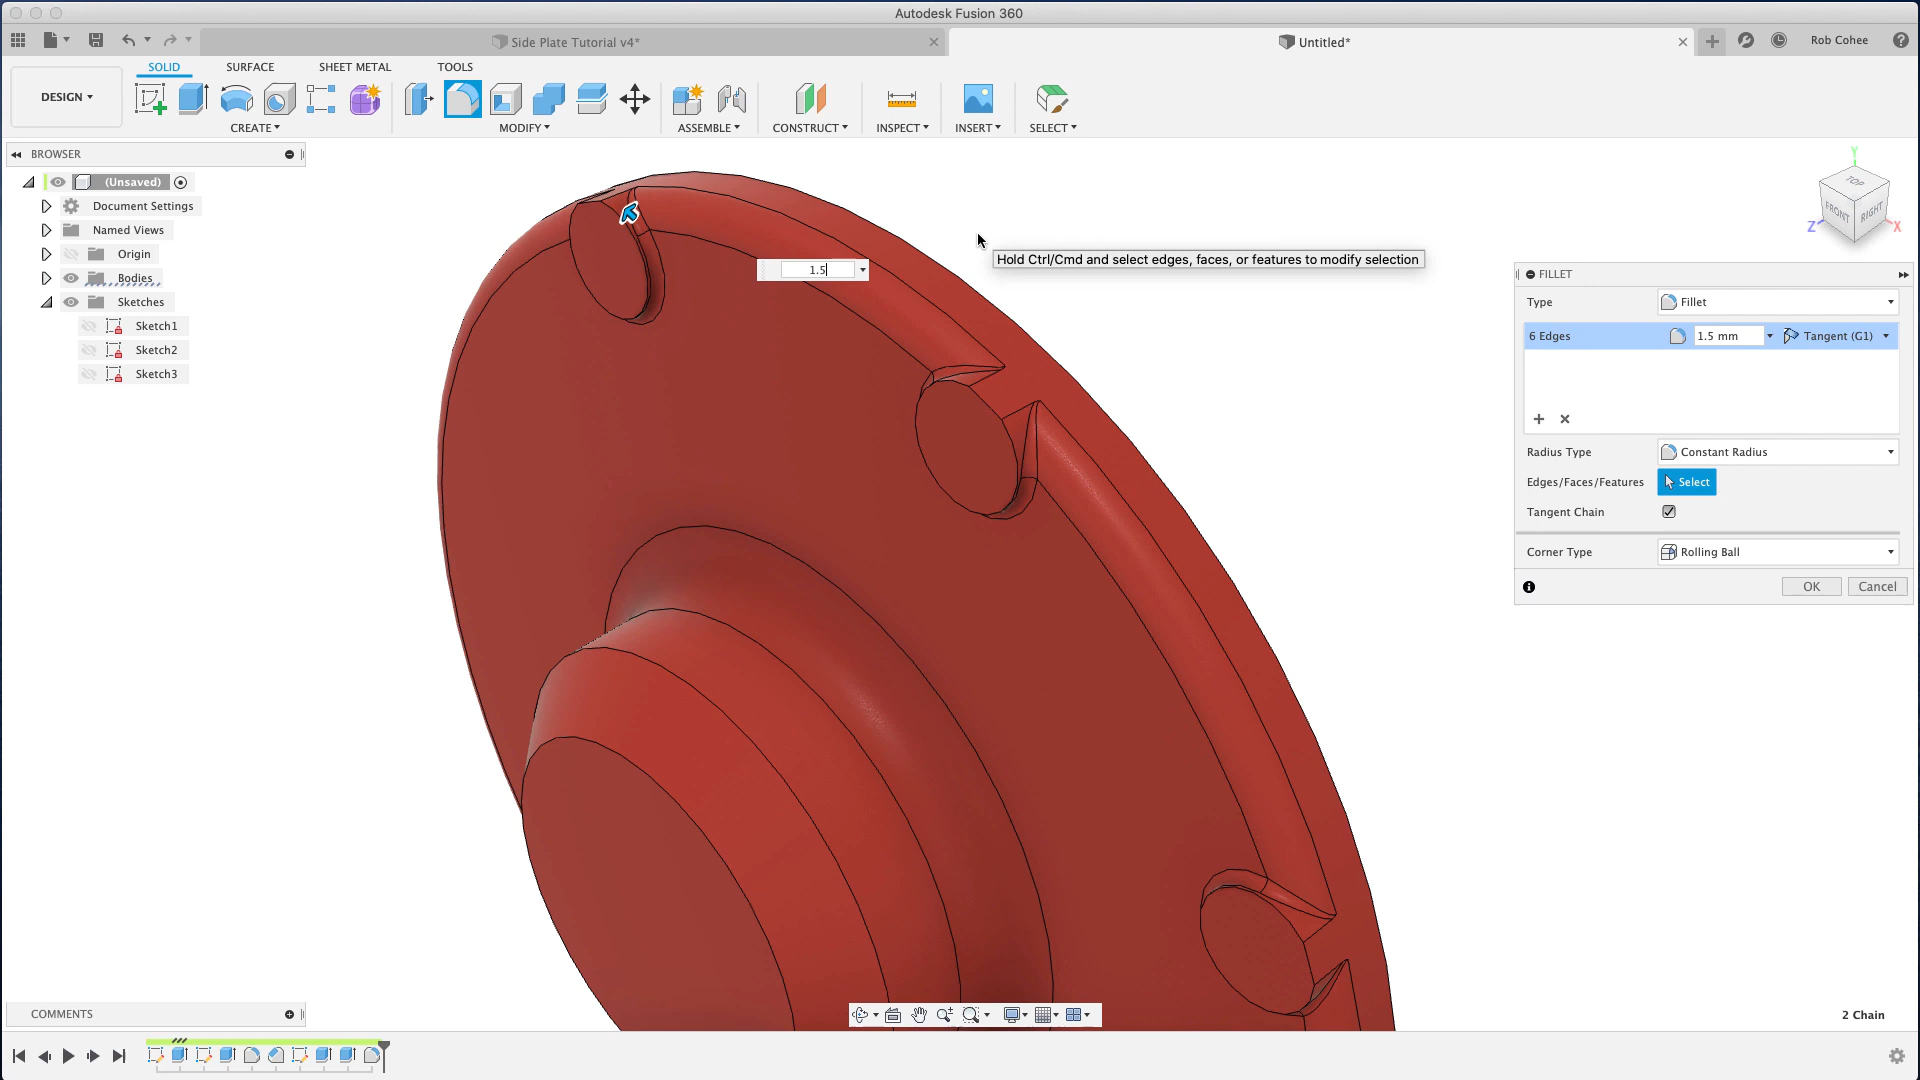 Autodesk Fusion 360
Side Plate Tutorial v4*
Untitled*
Rob Cohee
DESIGN
SOLID
SURFACE
SHEET METAL
TOOLS
CREATE
MODIFY
ASSEMBLE
CONSTRUCT
INSPECT
INSERT
SELECT
BROWSER
(Unsaved)
Document Settings
Named Views
Origin
Bodies
Sketches
Sketch1
Sketch2
Sketch3
1.5
Hold Ctrl/Cmd and select edges, faces, or features to modify selection
Y
TOP
FRONT
RIGHT
Z
X
FILLET
Type
Fillet
6 Edges
1.5 mm
Tangent (G1)
Radius Type
Constant Radius
Edges/Faces/Features
Select
Tangent Chain
Corner Type
Rolling Ball
OK
Cancel
COMMENTS
2 Chain